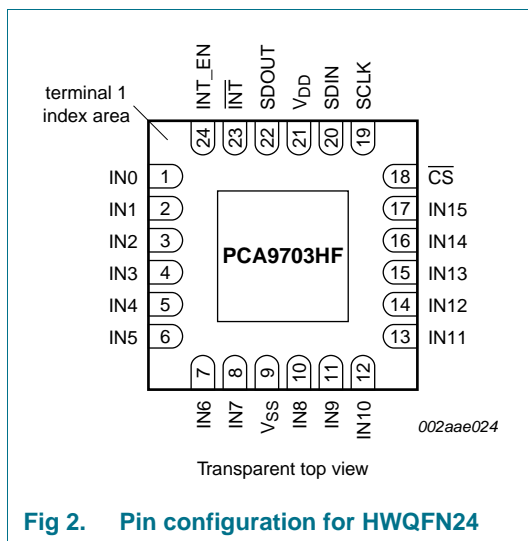 terminal 1
index area
INT_EN
INT
SDOUT
VDD
SDIN
SCLK
24 23 22 21 20 19
IN0 1
IN1 2
IN2 3
IN3 4
IN4 5
IN5 6
18 CS
17 IN15
16 IN14
15 IN13
14 IN12
13 IN11
PCA9703HF
7 8 9 10 11 12
IN6
IN7
VSS
IN8
IN9
IN10
002aae024
Transparent top view
Fig 2. Pin configuration for HWQFN24